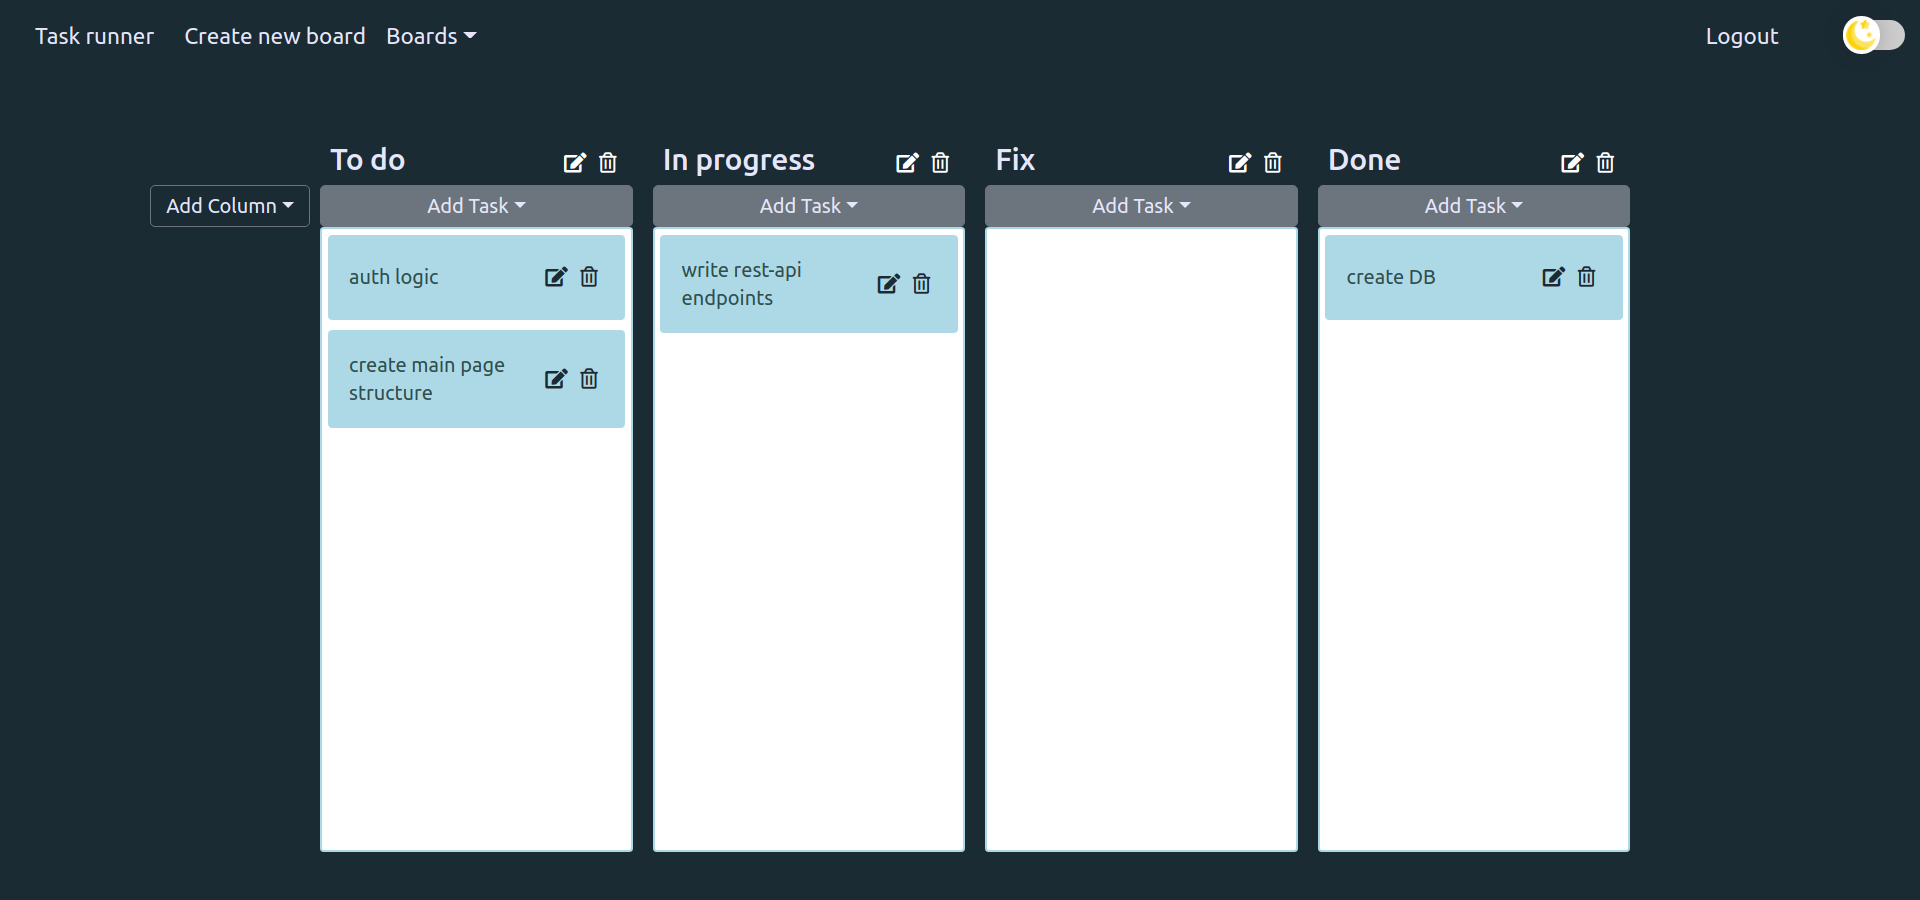 Task runner
Create new board
Boards
Logout
To do
In progress
Fix
Done
Add Column
Add Task
Add Task
Add Task
Add Task
auth logic
create main page
structure
write rest-api
endpoints
create DB